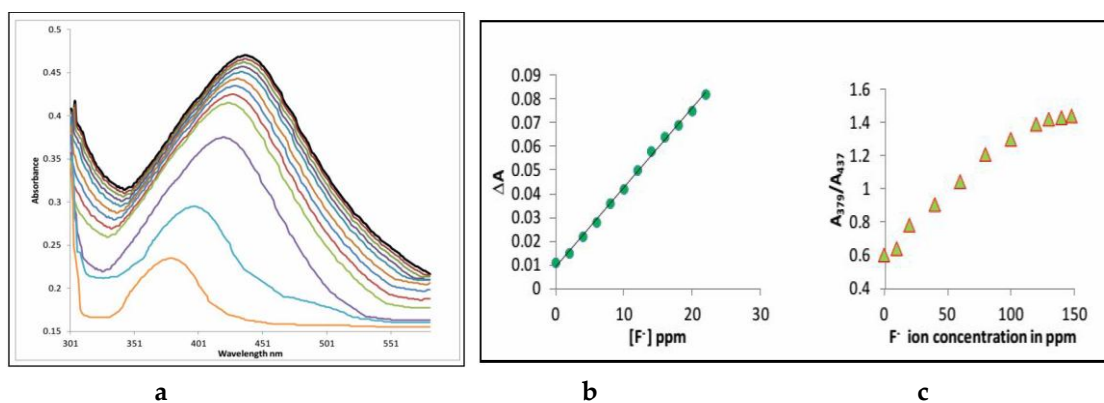 0.5
0.45
0.4
0.35
0.3
0.25
0.2
0.15
Absorbance
301 351 401 451 501 551
Wavelength nm
a
0.09
0.08
0.07
0.06
0.05
0.04
0.03
0.02
0.01
0
ΔA
0 10 20 30
[F⁻] ppm
b
1.6
1.4
1.2
1
0.8
0.6
0.4
A₃₇₉/A₄₃₇
0 50 100 150
F⁻ ion concentration in ppm
c